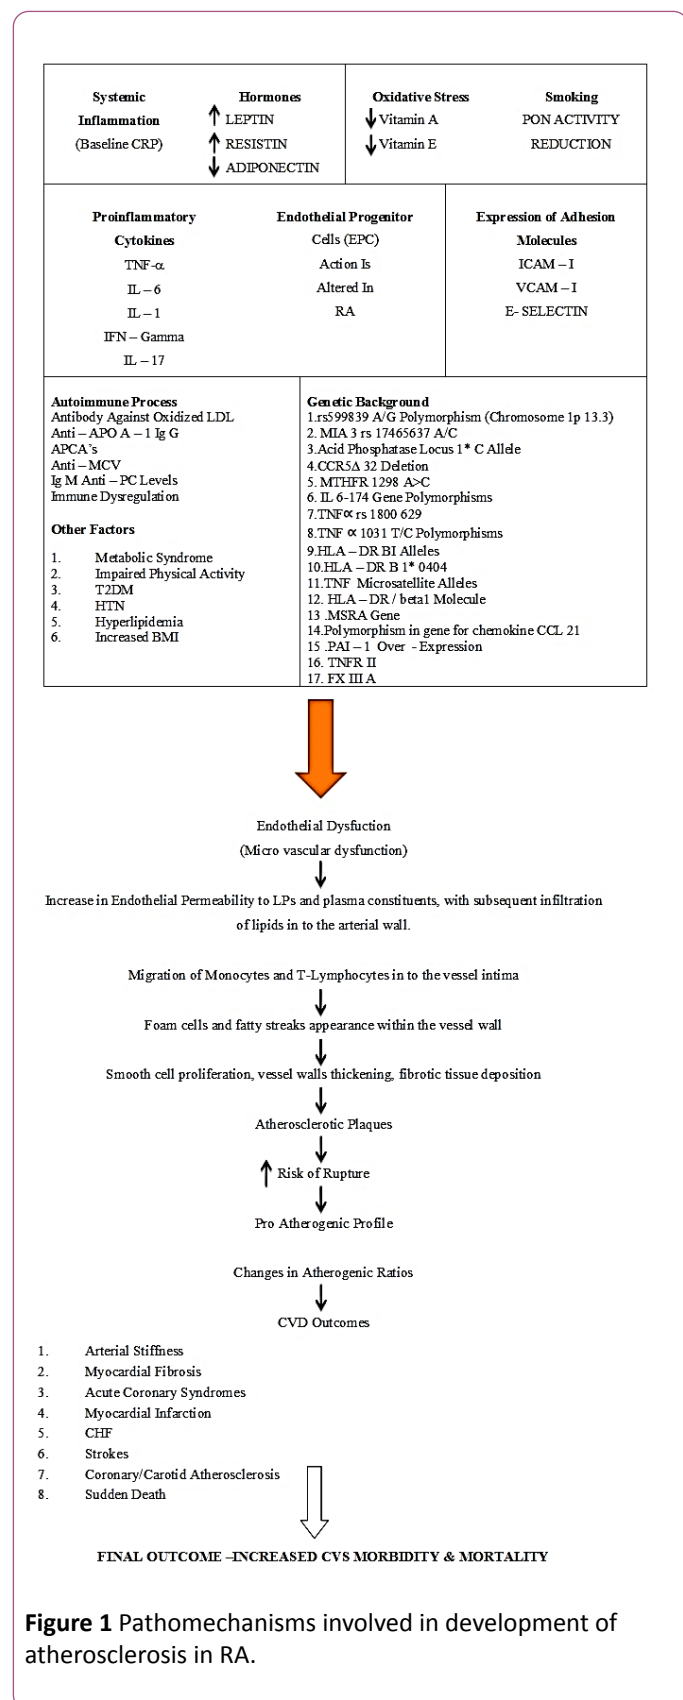 Systemic
Inflammation
(Baseline CRP)
Hormones
LEPTIN
RESISTIN
ADIPONECTIN
Oxidative Stress
Vitamin A
Vitamin E
Smoking
PON ACTIVITY
REDUCTION
Proinflammatory
Cytokines
TNF-α
IL – 6
IL – 1
IFN – Gamma
IL – 17
Endothelial Progenitor
Cells (EPC)
Action Is
Altered In
RA
Expression of Adhesion
Molecules
ICAM – I
VCAM – I
E- SELECTIN
Autoimmune Process
Antibody Against Oxidized LDL
Anti – APO A – 1 Ig G
APCA's
Anti – MCV
Ig M Anti – PC Levels
Immune Dysregulation
Other Factors
1. Metabolic Syndrome
2. Impaired Physical Activity
3. T2DM
4. HTN
5. Hyperlipidemia
6. Increased BMI
Genetic Background
1.rs599839 A/G Polymorphism (Chromosome 1p 13.3)
2. MIA 3 rs 17465637 A/C
3.Acid Phosphatase Locus 1* C Allele
4.CCR5Δ 32 Deletion
5. MTHFR 1298 A>C
6. IL 6-174 Gene Polymorphisms
7.TNF∝ rs 1800 629
8.TNF ∝ 1031 T/C Polymorphisms
9.HLA – DR BI Alleles
10.HLA – DR B 1* 0404
11.TNF Microsatellite Alleles
12. HLA – DR / beta1 Molecule
13 .MSRA Gene
14.Polymorphism in gene for chemokine CCL 21
15 .PAI – 1 Over - Expression
16. TNFR II
17. FX III A
Endothelial Dysfuction
(Micro vascular dysfunction)
Increase in Endothelial Permeability to LPs and plasma constituents, with subsequent infiltration
of lipids in to the arterial wall.
Migration of Monocytes and T-Lymphocytes in to the vessel intima
Foam cells and fatty streaks appearance within the vessel wall
Smooth cell proliferation, vessel walls thickening, fibrotic tissue deposition
Atherosclerotic Plaques
Risk of Rupture
Pro Atherogenic Profile
Changes in Atherogenic Ratios
CVD Outcomes
1. Arterial Stiffness
2. Myocardial Fibrosis
3. Acute Coronary Syndromes
4. Myocardial Infarction
5. CHF
6. Strokes
7. Coronary/Carotid Atherosclerosis
8. Sudden Death
FINAL OUTCOME –INCREASED CVS MORBIDITY & MORTALITY
Figure 1 Pathomechanisms involved in development of
atherosclerosis in RA.